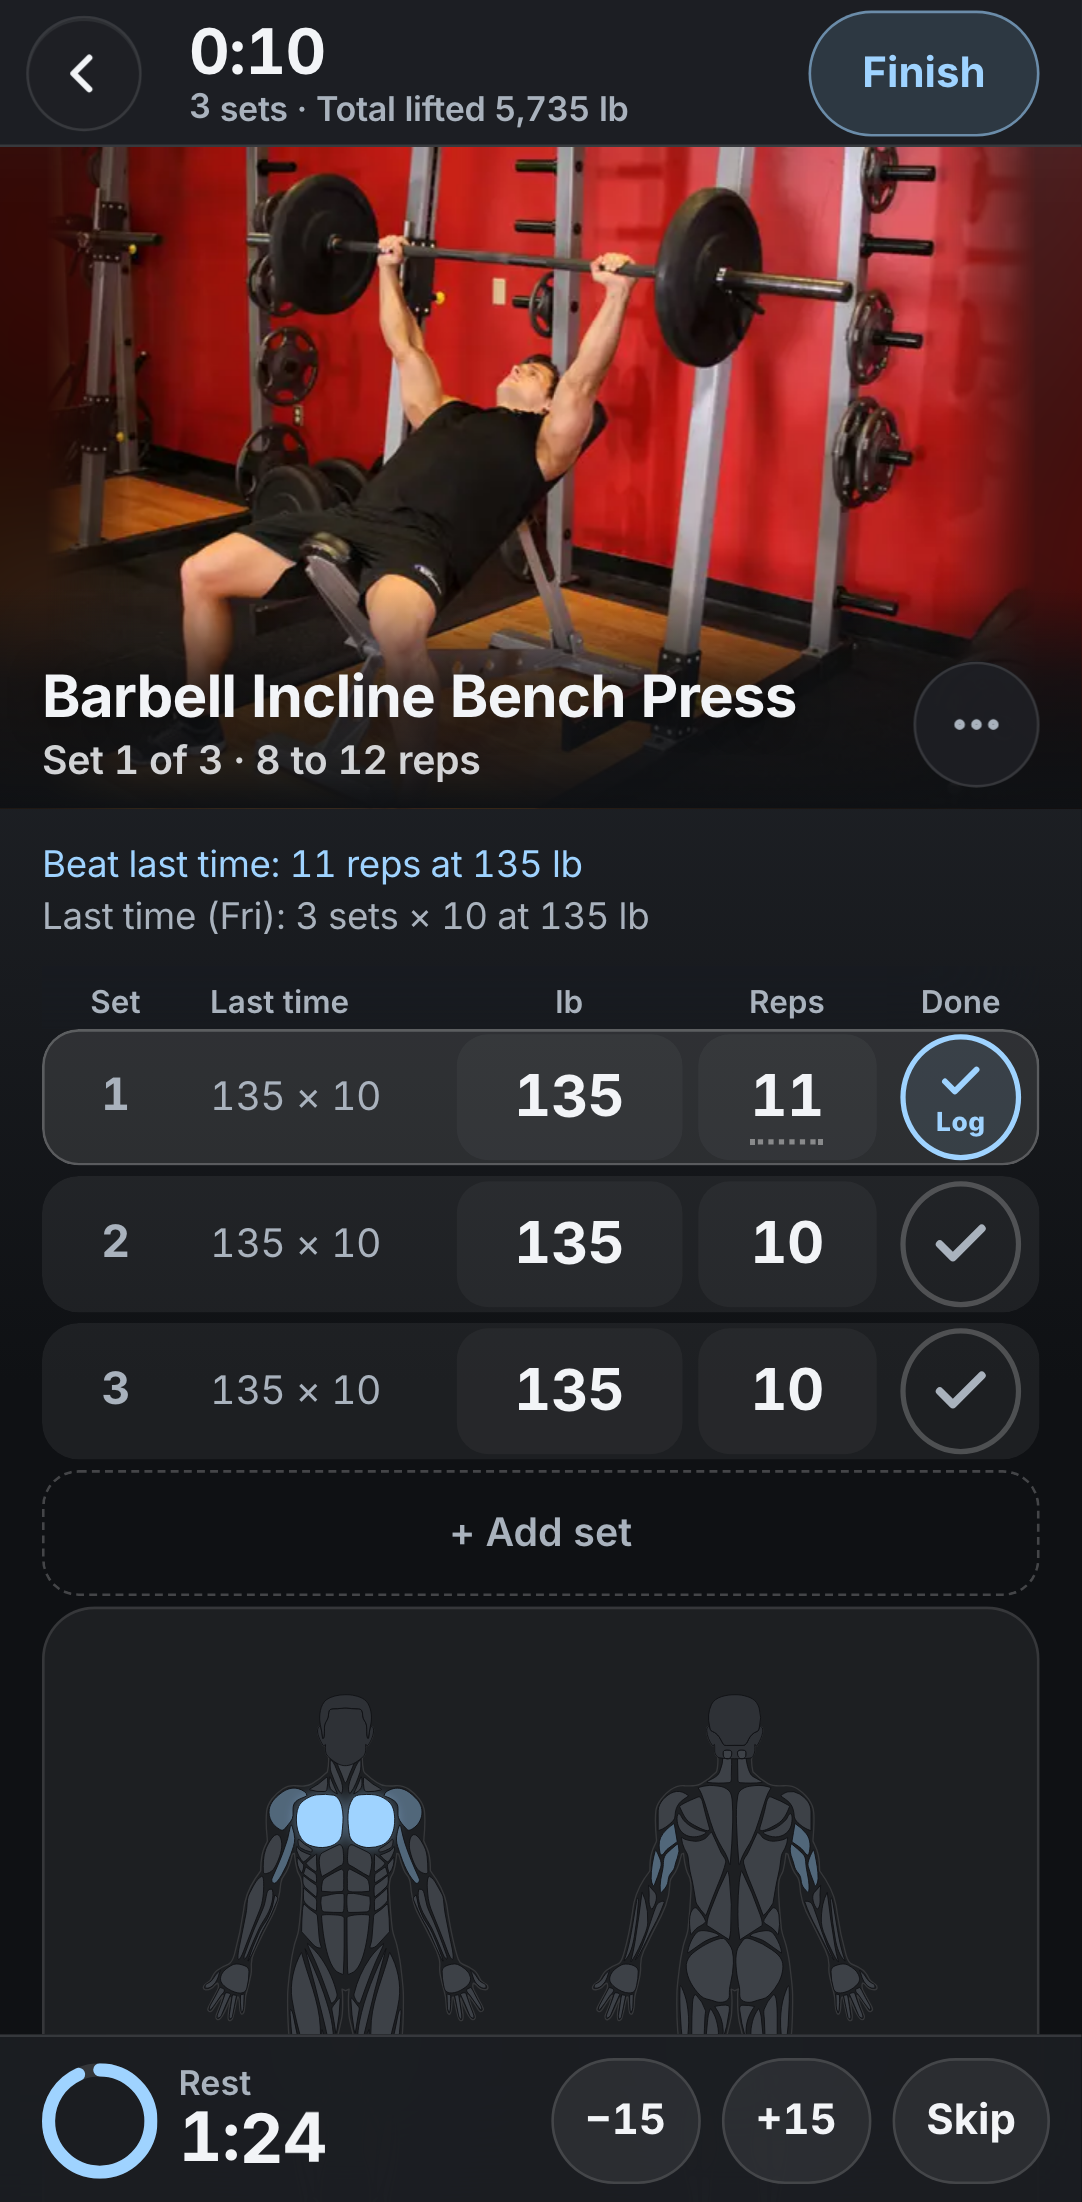 0:10
3 sets · Total lifted 5,735 lb
Finish
Barbell Incline Bench Press
Set 1 of 3 · 8 to 12 reps
Beat last time: 11 reps at 135 lb
Last time (Fri): 3 sets × 10 at 135 lb
Set Last time lb Reps Done
1 135 × 10 135 11 Log
2 135 × 10 135 10
3 135 × 10 135 10
+ Add set
Rest
1:24
−15 +15 Skip